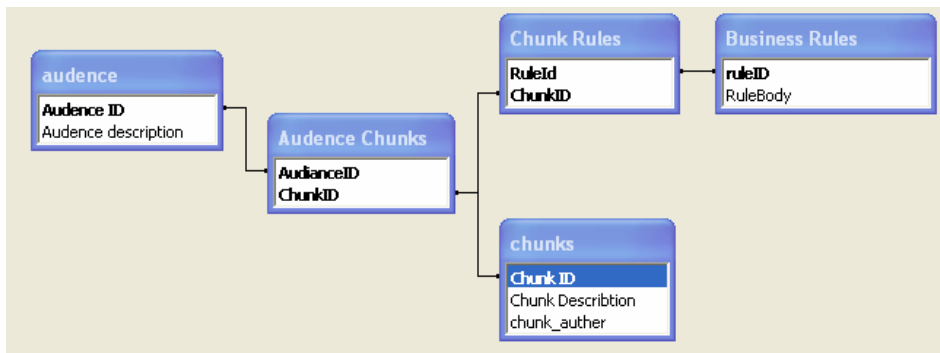 audence
Audence ID
Audence description
Audence Chunks
AudianceID
ChunkID
Chunk Rules
RuleId
ChunkID
Business Rules
ruleID
RuleBody
chunks
Chunk ID
Chunk Describtion
chunk_auther